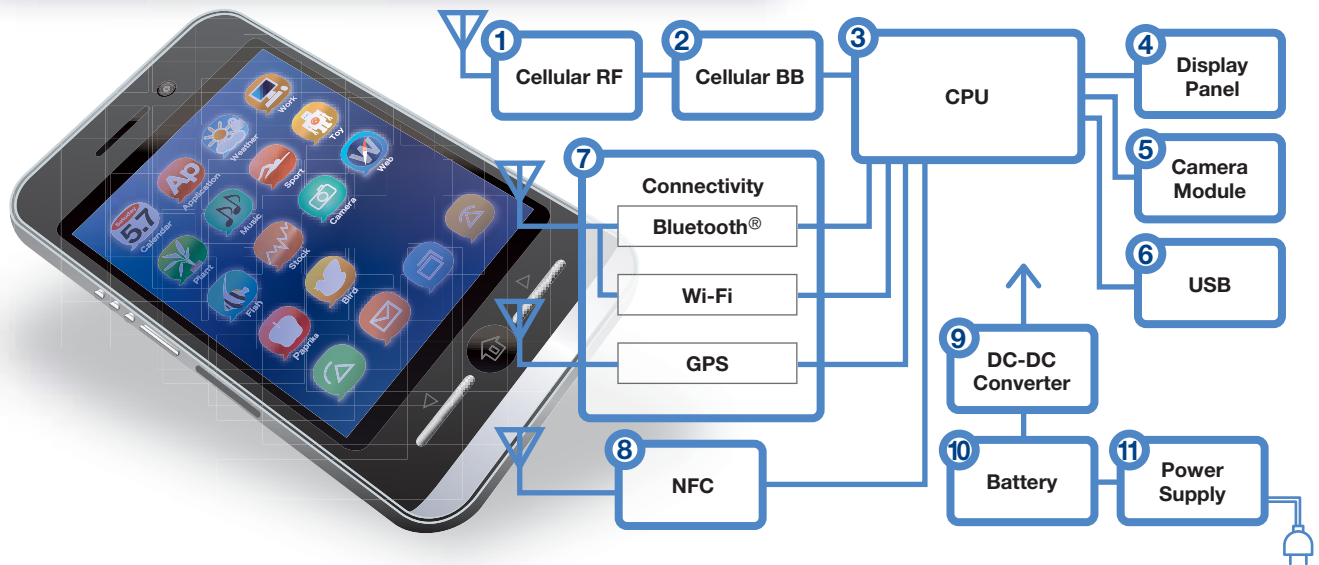 1
Cellular RF
2
Cellular BB
3
CPU
4
Display
Panel
5
Camera
Module
6
USB
7
Connectivity
Bluetooth®
Wi-Fi
GPS
8
NFC
9
DC-DC
Converter
10
Battery
11
Power
Supply
Work
Toy
Web
Weather
Sport
Camera
Ap
Application
Music
Stock
Bird
Saturday
5.7
Calendar
Plant
Fish
Paprika
W